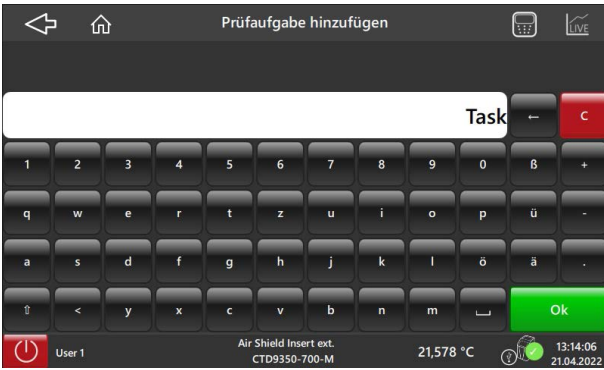 Prüfaufgabe hinzufügen
LIVE
Task
← C
1 2 3 4 5 6 7 8 9 0 ß +
q w e r t z u i o p ü -
a s d f g h j k l ö ä .
⇧ < y x c v b n m ⎵ Ok
User 1
Air Shield Insert ext.
CTD9350-700-M
21,578 °C
13:14:06
21.04.2022